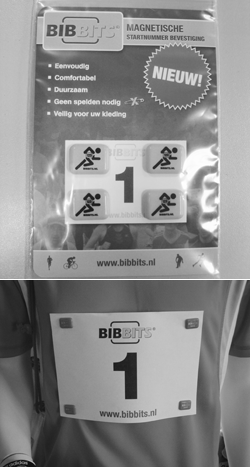 BIBBITS
MAGNETISCHE
STARTNUMMER BEVESTIGING
Eenvoudig
Comfortabel
Duurzaam
Geen spelden nodig
Veilig voor uw kleding
NIEUW!
BIBBITS
1
www.bibbits.nl
BIBBITS
1
www.bibbits.nl